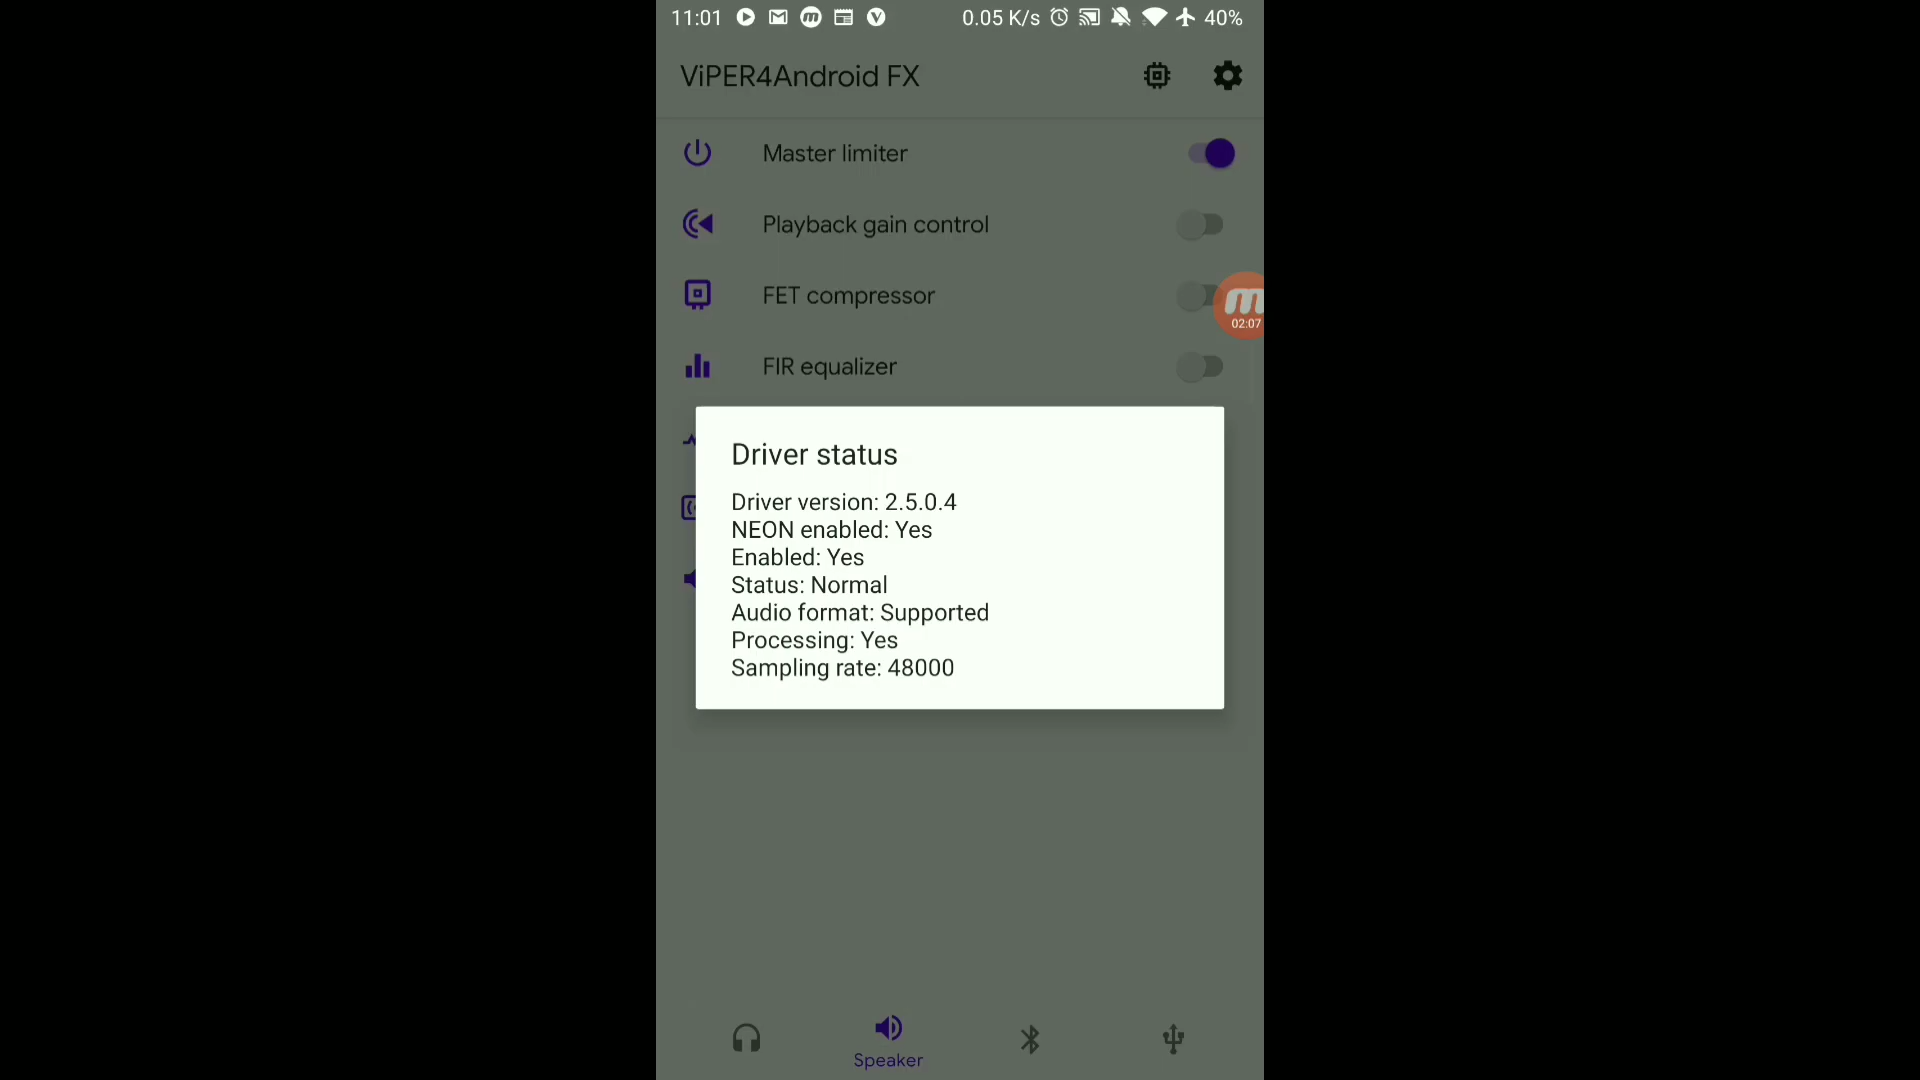 11:01 0.05 K/s 40%
ViPER4Android FX
Master limiter
Playback gain control
FET compressor
02:07
FIR equalizer
Driver status
Driver version: 2.5.0.4
NEON enabled: Yes
Enabled: Yes
Status: Normal
Audio format: Supported
Processing: Yes
Sampling rate: 48000
Speaker